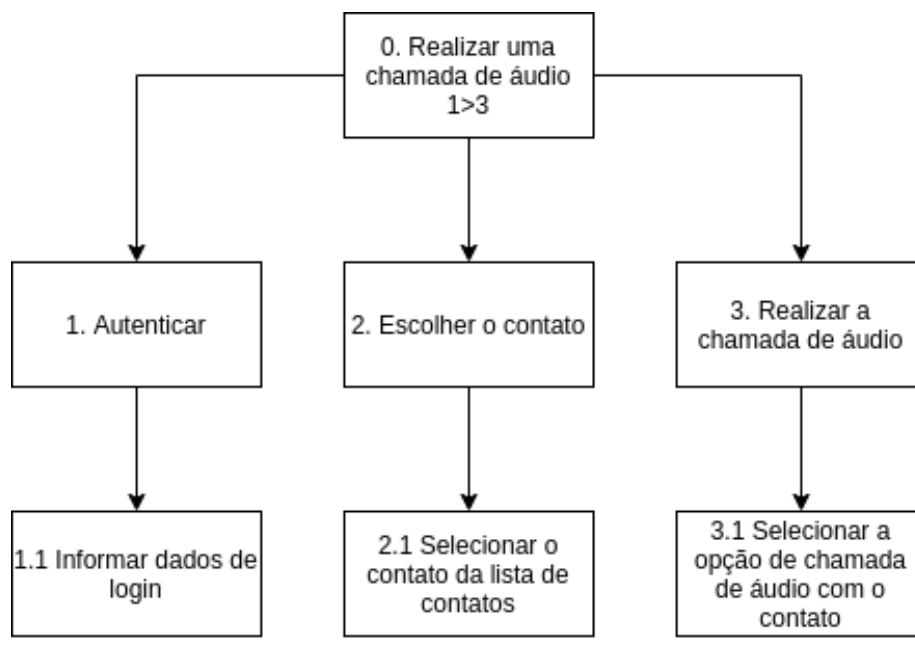 0. Realizar uma
chamada de áudio
1>3
1. Autenticar
2. Escolher o contato
3. Realizar a
chamada de áudio
1.1 Informar dados de
login
2.1 Selecionar o
contato da lista de
contatos
3.1 Selecionar a
opção de chamada
de áudio com o
contato